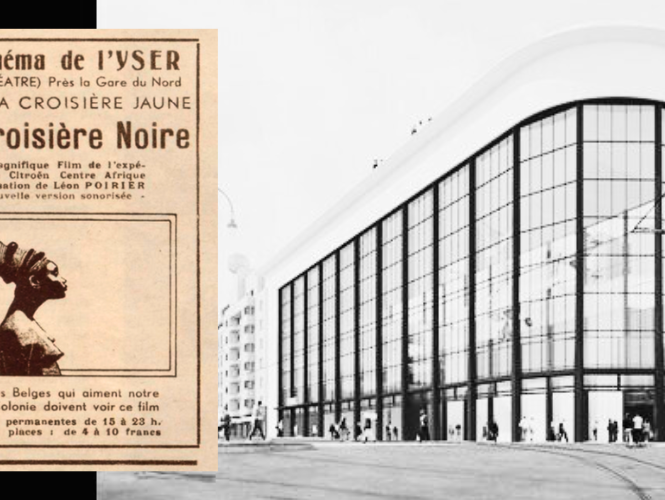 néma de l'YSER
ÉATRE) Près la Gare du Nord
A CROISIÈRE JAUNE
roisière Noire
agnifique Film de l'expé-
Citroën Centre Afrique
ation de Léon POIRIER
uvelle version sonorisée -
s Belges qui aiment notre
olonie doivent voir ce film
permanentes de 15 à 23 h.
places : de 4 à 10 francs